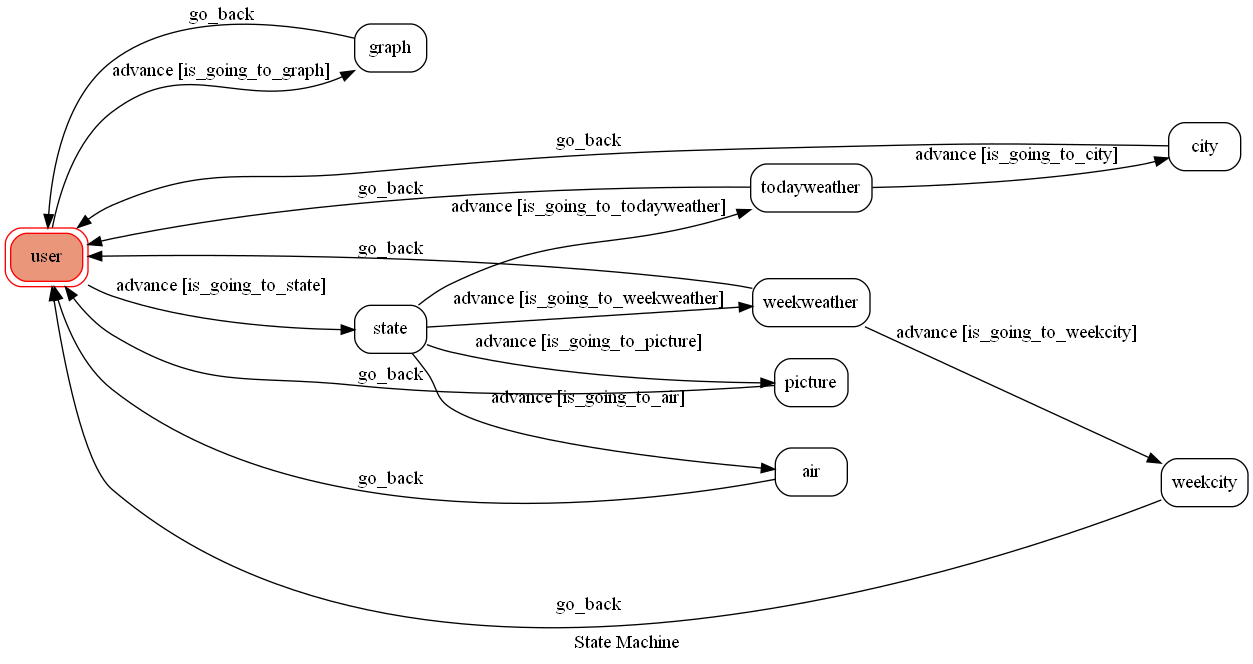 go_back
graph
advance [is_going_to_graph]
city
go_back
advance [is_going_to_city]
todayweather
go_back
advance [is_going_to_todayweather]
go_back
user
advance [is_going_to_state]
advance [is_going_to_weekweather]
weekweather
state
advance [is_going_to_weekcity]
advance [is_going_to_picture]
go_back
picture
advance [is_going_to_air]
air
go_back
weekcity
go_back
State Machine